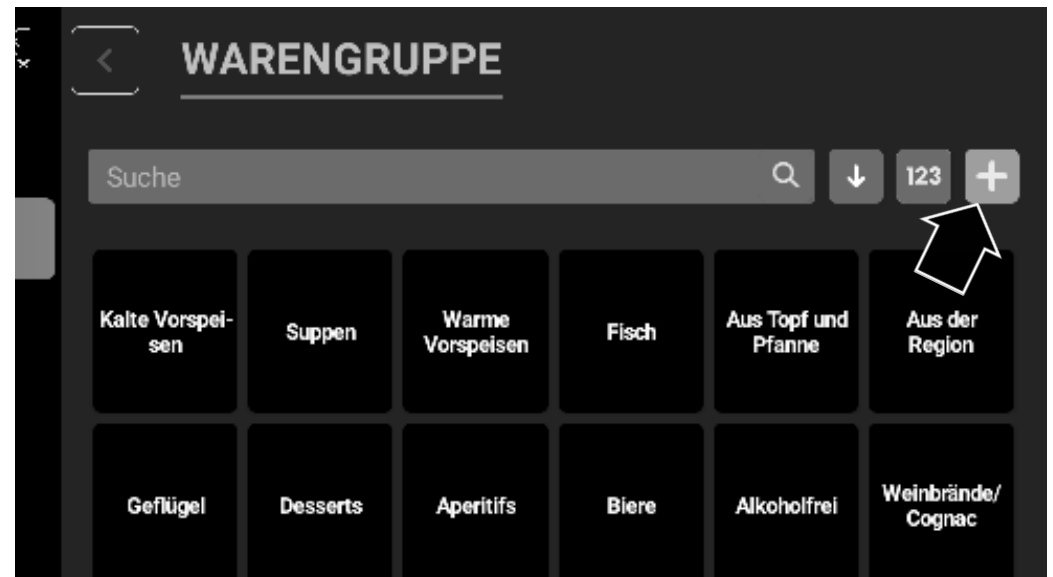 WARENGRUPPE
Suche
123
Kalte Vorspei-
sen
Suppen
Warme
Vorspeisen
Fisch
Aus Topf und
Pfanne
Aus der
Region
Geflügel
Desserts
Aperitifs
Biere
Alkoholfrei
Weinbrände/
Cognac